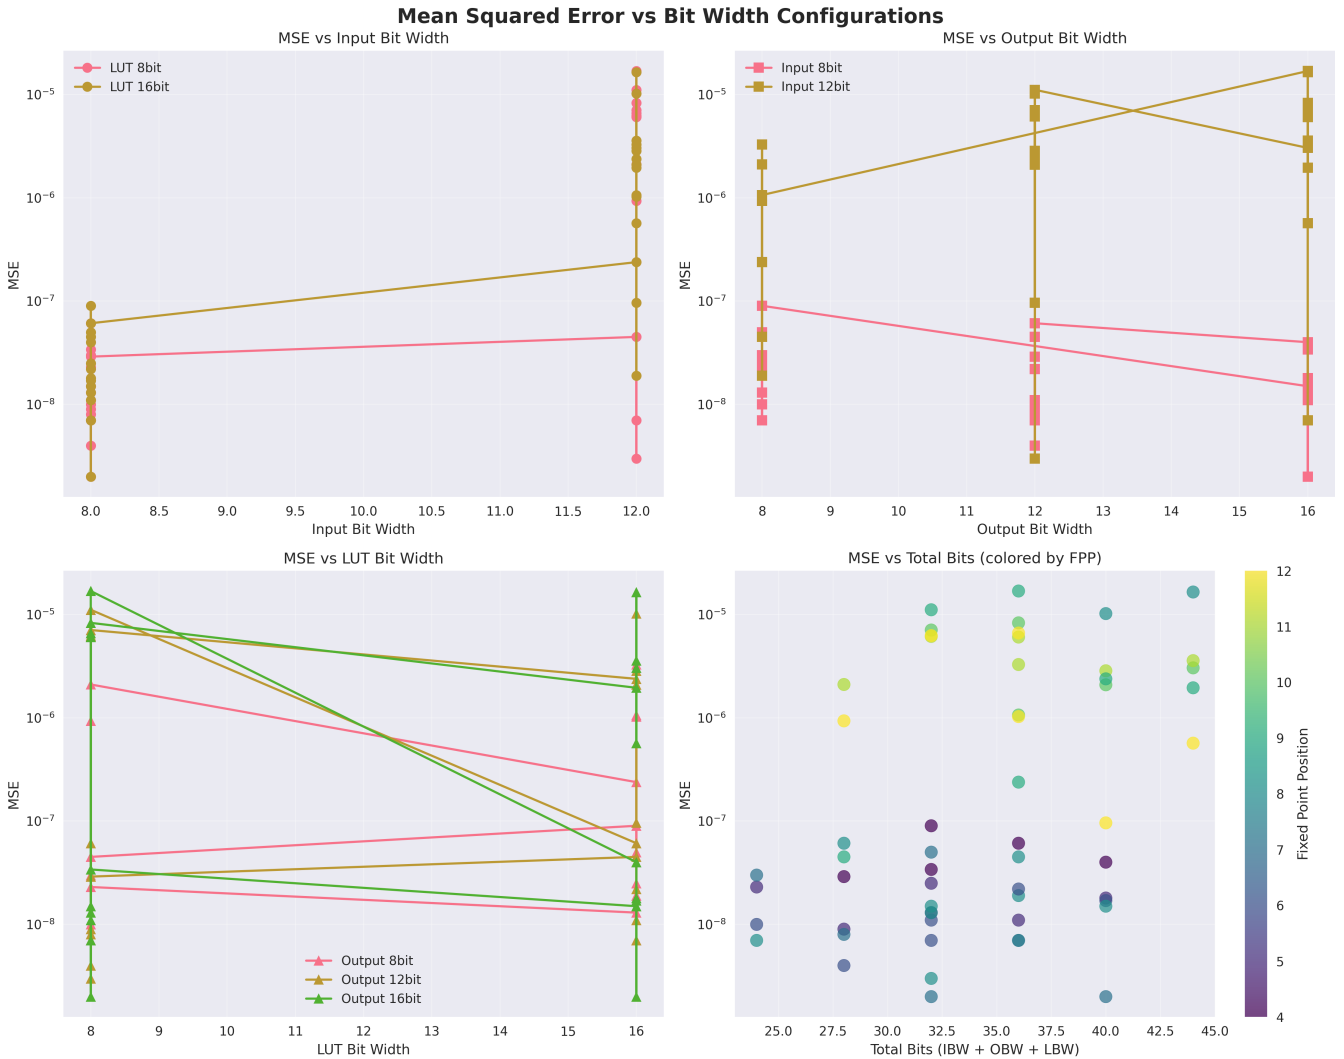 Mean Squared Error vs Bit Width Configurations
MSE vs Input Bit Width
LUT 8bit
LUT 16bit
10⁻⁵
10⁻⁶
10⁻⁷
10⁻⁸
MSE
8.0 8.5 9.0 9.5 10.0 10.5 11.0 11.5 12.0
Input Bit Width
MSE vs Output Bit Width
Input 8bit
Input 12bit
10⁻⁵
10⁻⁶
10⁻⁷
10⁻⁸
MSE
8 9 10 11 12 13 14 15 16
Output Bit Width
MSE vs LUT Bit Width
10⁻⁵
10⁻⁶
10⁻⁷
10⁻⁸
MSE
Output 8bit
Output 12bit
Output 16bit
8 9 10 11 12 13 14 15 16
LUT Bit Width
MSE vs Total Bits (colored by FPP)
10⁻⁵
10⁻⁶
10⁻⁷
10⁻⁸
MSE
25.0 27.5 30.0 32.5 35.0 37.5 40.0 42.5 45.0
Total Bits (IBW + OBW + LBW)
12
11
10
9
8
7
6
5
4
Fixed Point Position